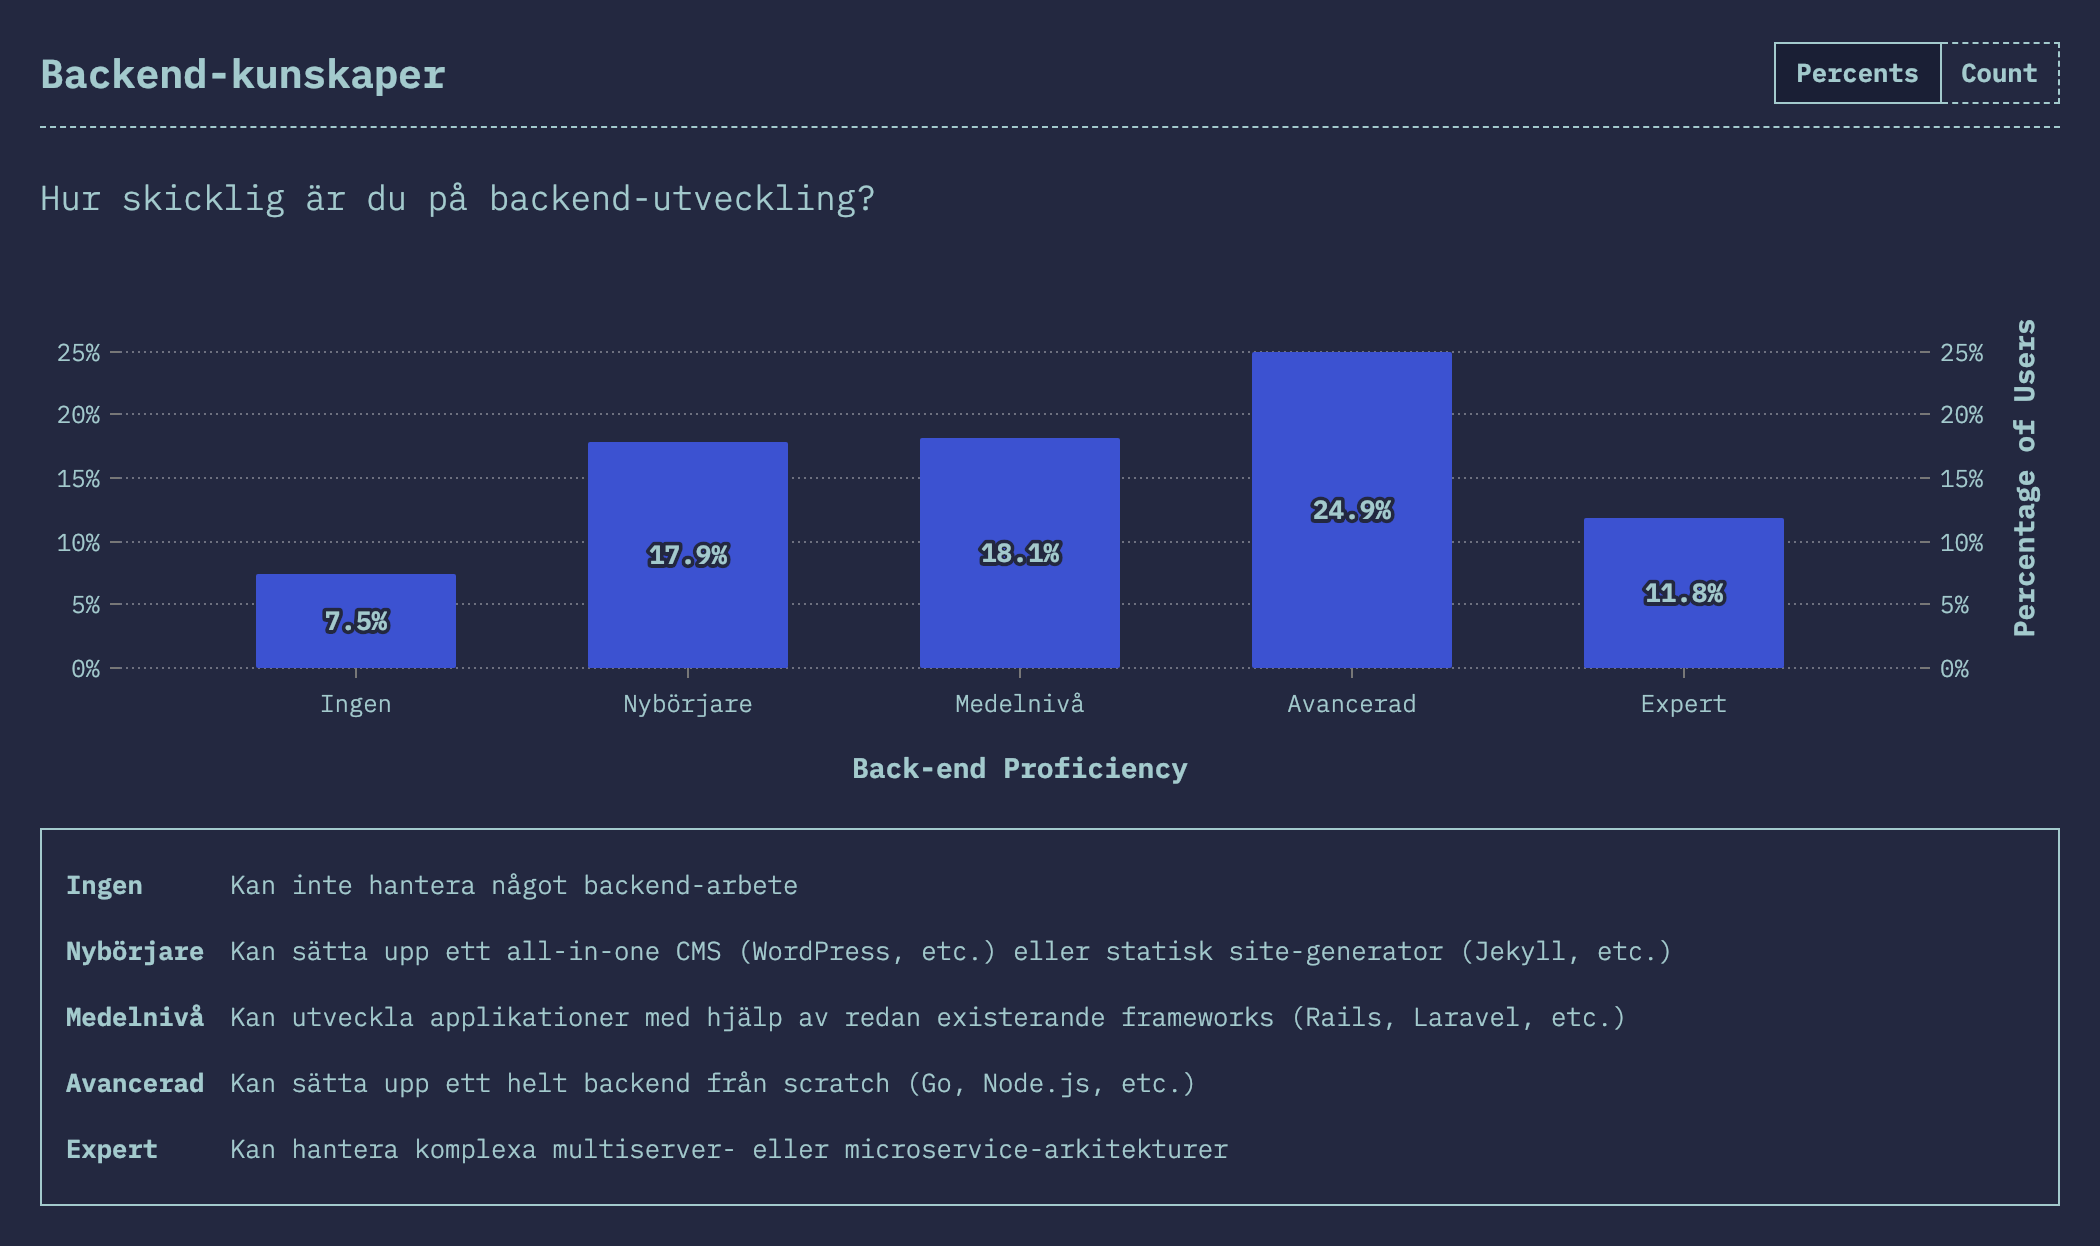 Backend-kunskaper
Percents Count
Hur skicklig är du på backend-utveckling?
25% 25%
20% 20%
15% 15%
10% 10%
5% 5%
0% 0%
Percentage of Users
7.5% 17.9% 18.1% 24.9% 11.8%
Ingen Nybörjare Medelnivå Avancerad Expert
Back-end Proficiency
Ingen Kan inte hantera något backend-arbete
Nybörjare Kan sätta upp ett all-in-one CMS (WordPress, etc.) eller statisk site-generator (Jekyll, etc.)
Medelnivå Kan utveckla applikationer med hjälp av redan existerande frameworks (Rails, Laravel, etc.)
Avancerad Kan sätta upp ett helt backend från scratch (Go, Node.js, etc.)
Expert Kan hantera komplexa multiserver- eller microservice-arkitekturer